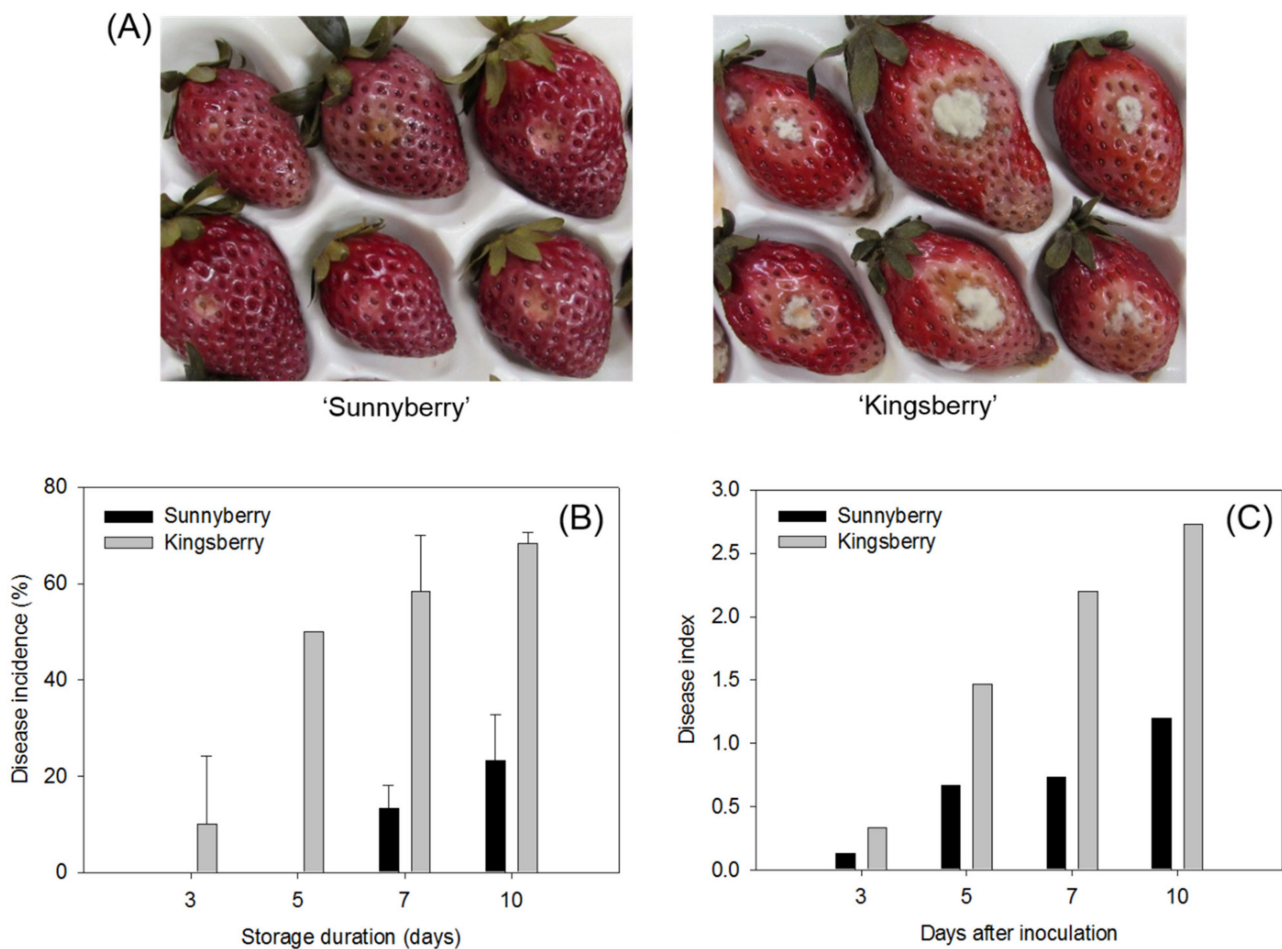 (A)
‘Sunnyberry’
‘Kingsberry’
80
60
40
20
0
Disease incidence (%)
Sunnyberry
Kingsberry
(B)
3 5 7 10
Storage duration (days)
3.0
2.5
2.0
1.5
1.0
0.5
0.0
Disease index
Sunnyberry
Kingsberry
(C)
3 5 7 10
Days after inoculation